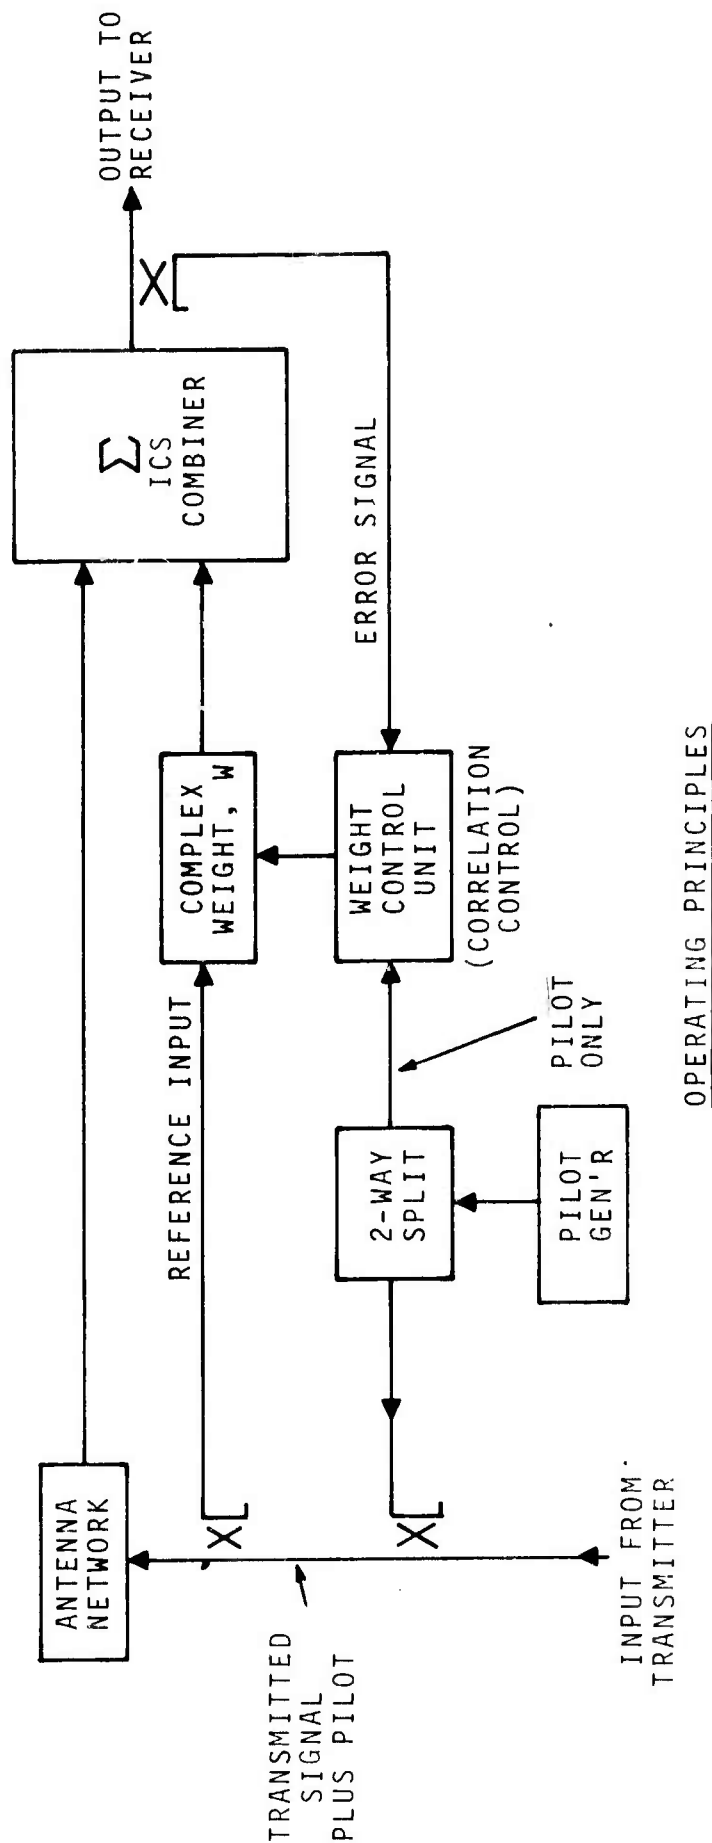 ANTENNA
NETWORK
TRANSMITTED
SIGNAL
PLUS PILOT
INPUT FROM
TRANSMITTER
REFERENCE INPUT
2-WAY
SPLIT
PILOT
GEN'R
PILOT
ONLY
COMPLEX
WEIGHT, W
WEIGHT
CONTROL
UNIT
(CORRELATION
CONTROL)
ERROR SIGNAL
Σ
ICS
COMBINER
OUTPUT TO
RECEIVER
OPERATING PRINCIPLES